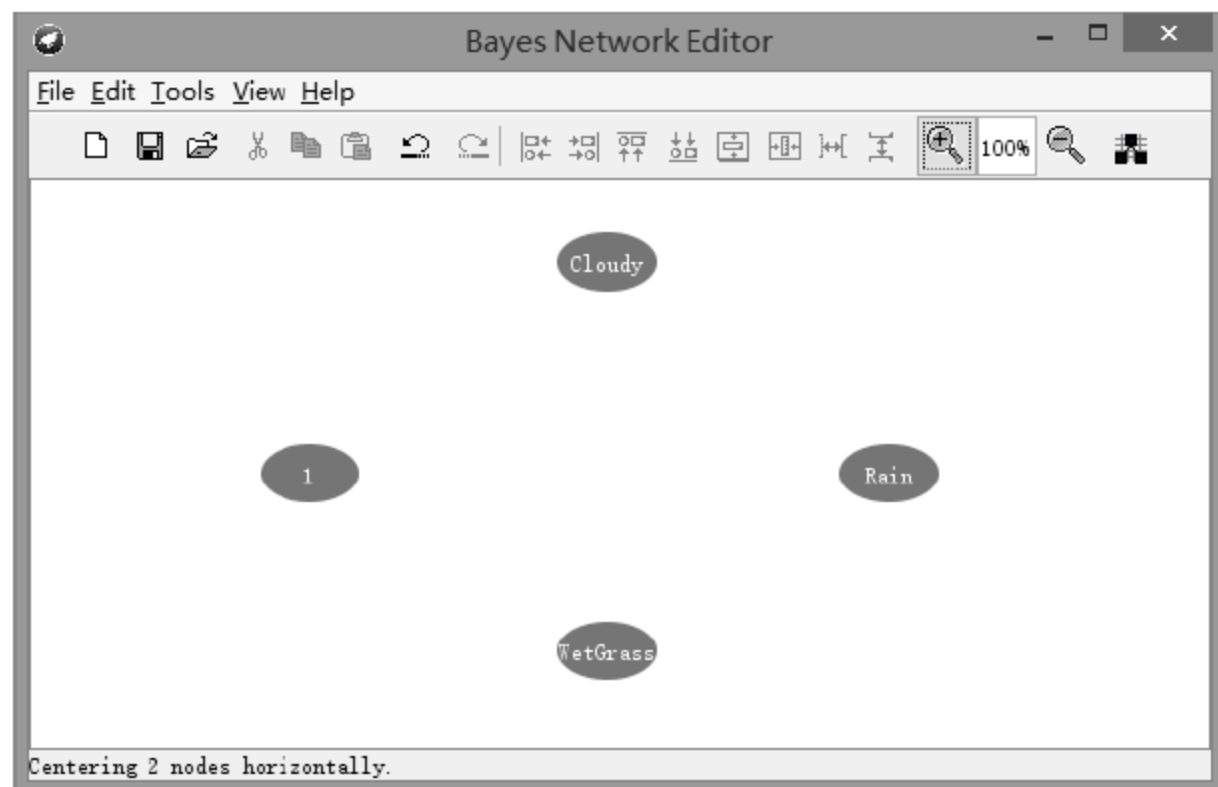 Bayes Network Editor
File Edit Tools View Help
100%
Cloudy
1
Rain
WetGrass
Centering 2 nodes horizontally.